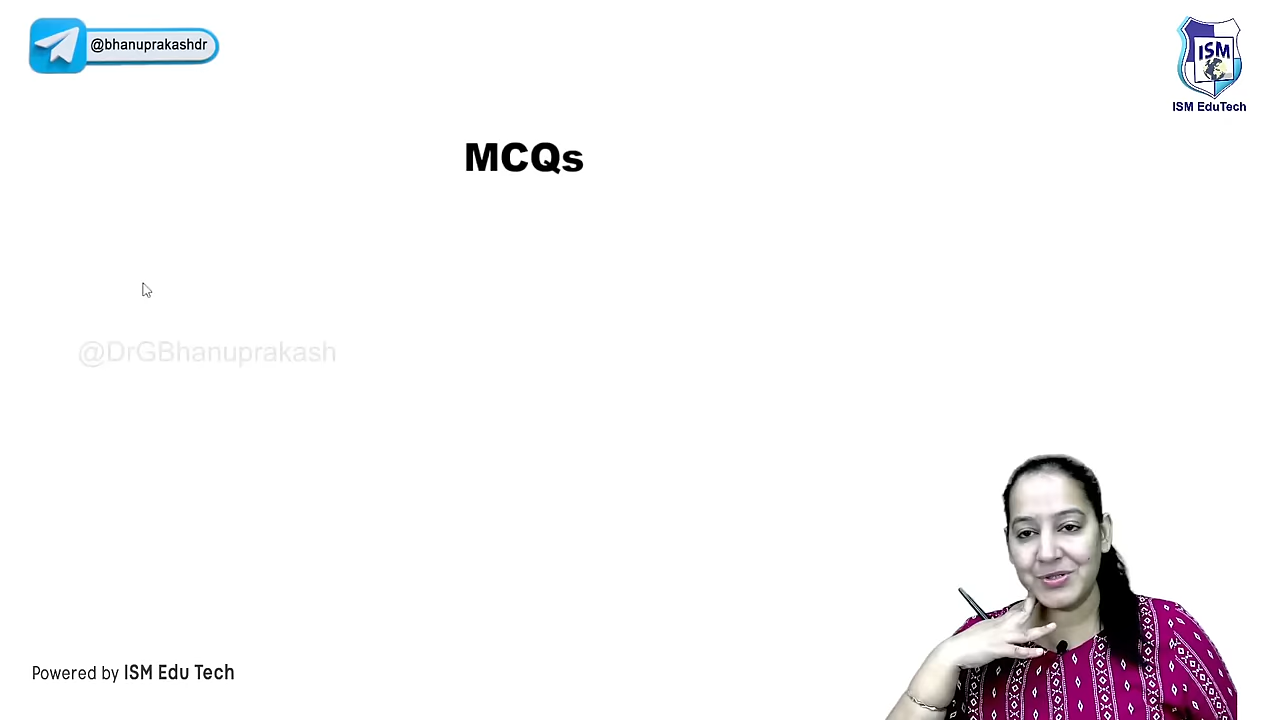 @bhanuprakashdr
ISM
ISM EduTech
MCQs
@DrGBhanuprakash
Powered by ISM Edu Tech